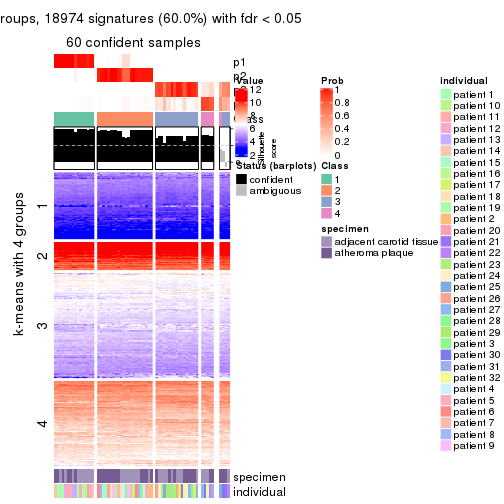 roups, 18974 signatures (60.0%) with fdr < 0.05
60 confident samples
p1
p2
Value
12
10
8
6
4
2
silhouette
score
Prob
1
0.8
0.6
0.4
0.2
0
Status (barplots)
confident
ambiguous
Class
1
2
3
4
specimen
adjacent carotid tissue
atheroma plaque
individual
patient 1
patient 10
patient 11
patient 12
patient 13
patient 14
patient 15
patient 16
patient 17
patient 18
patient 19
patient 2
patient 20
patient 21
patient 22
patient 23
patient 24
patient 25
patient 26
patient 27
patient 28
patient 29
patient 3
patient 30
patient 31
patient 32
patient 4
patient 5
patient 6
patient 7
patient 8
patient 9
k-means with 4 groups
1
2
3
4
specimen
individual